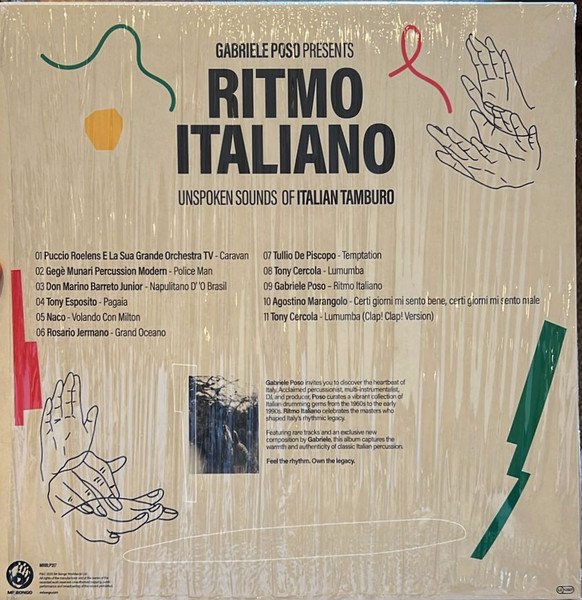 GABRIELE POSO PRESENTS
RITMO
ITALIANO
UNSPOKEN SOUNDS OF ITALIAN TAMBURO
01 Puccio Roelens E La Sua Grande Orchestra TV - Caravan
02 Gegè Munari Percussion Modern - Police Man
03 Don Marino Barreto Junior - Napulitano D''O Brasil
04 Tony Esposito - Pagaia
05 Naco - Volando Con Milton
06 Rosario Jermano - Grand Oceano
07 Tullio De Piscopo - Temptation
08 Tony Cercola - Lumumba
09 Gabriele Poso – Ritmo Italiano
10 Agostino Marangolo - Certi giorni mi sento bene, certi giorni mi sento male
11 Tony Cercola - Lumumba (Clap! Clap! Version)
Gabriele Poso invites you to discover the heartbeat of
Italy. Acclaimed percussionist, multi-instrumentalist,
DJ, and producer, Poso curates a vibrant collection of
Italian drumming gems from the 1960s to the early
1990s. Ritmo Italiano celebrates the masters who
shaped Italy's rhythmic legacy.
Featuring rare tracks and an exclusive new
composition by Gabriele, this album captures the
warmth and authenticity of classic Italian percussion.
Feel the rhythm. Own the legacy.
MR BONGO